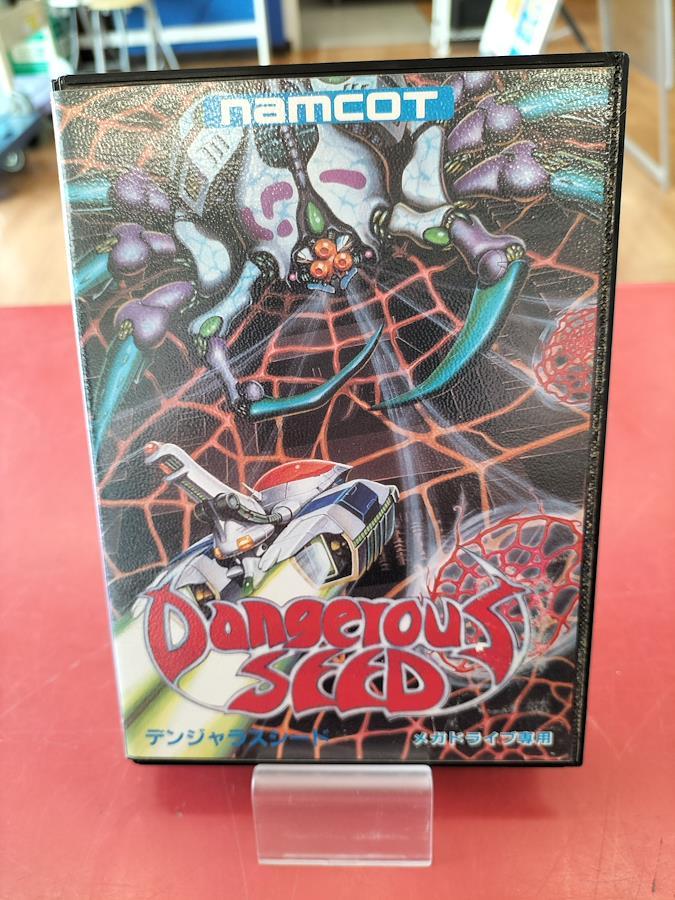 namcot
Dangerous
SEED
デンジャラスシード
メガドライブ専用